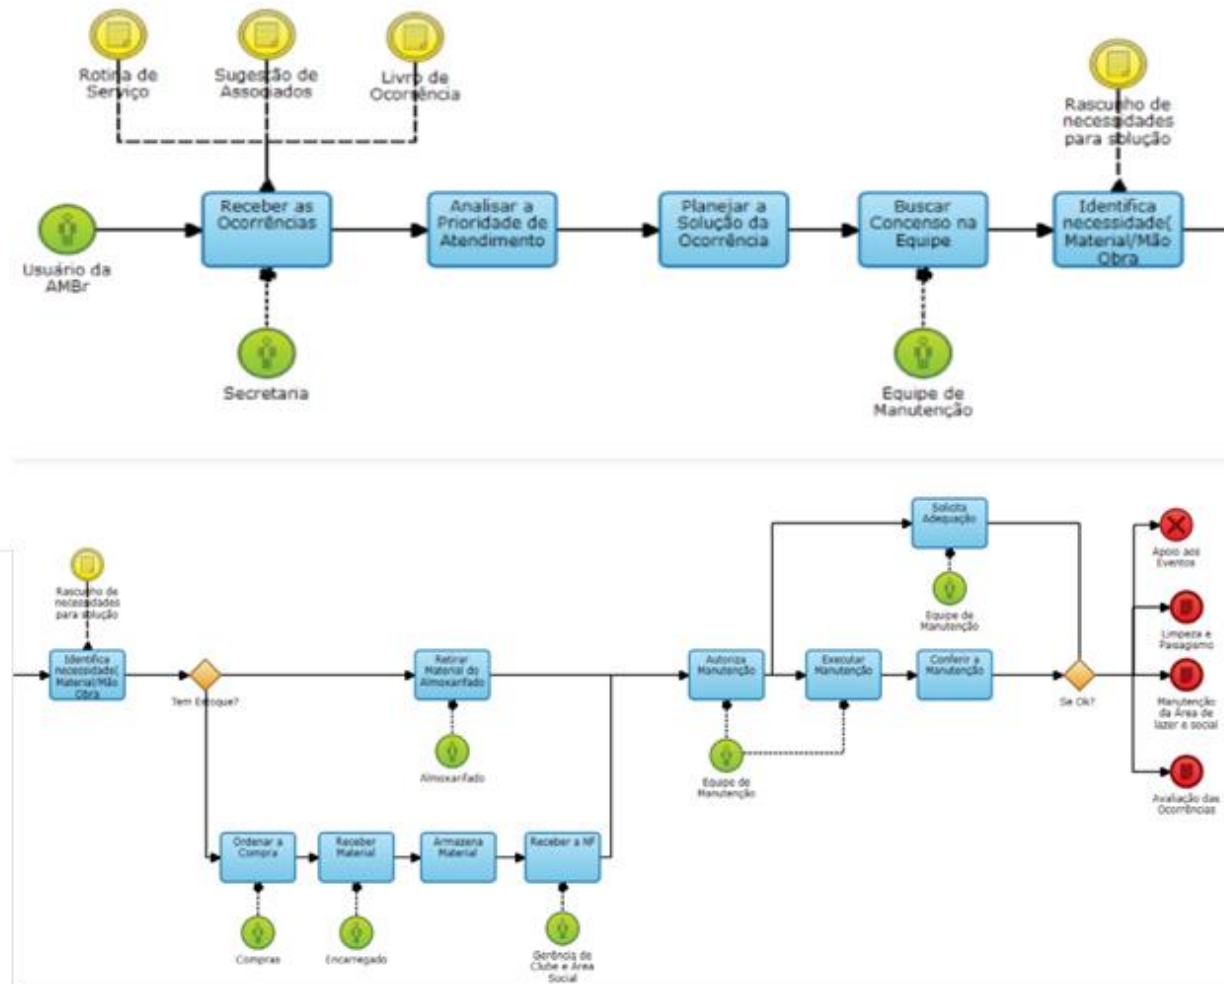 Rotina de
Serviço
Sugestão de
Associados
Livro de
Ocorrência
Rascunho de
necessidades
para solução
Receber as
Ocorrências
Analisar a
Prioridade de
Atendimento
Planejar a
Solução da
Ocorrência
Buscar
Concenso na
Equipe
Identifica
necessidade(
Material/Mão
Obra
Usuário da
AMBr
Secretaria
Equipe de
Manutenção
Solicita
Adequação
Apoio aos
Eventos
Rascunho de
necessidades
para solução
Equipe de
Manutenção
Limpeza e
Paisagismo
Identifica
necessidade(
Material/Mão
Obra
Tem Estoque?
Retirar
Material do
Almoxarifado
Autoriza
Manutenção
Executar
Manutenção
Conferir a
Manutenção
Se Ok?
Manutenção
da Área de
lazer e social
Almoxarifado
Equipe de
Manutenção
Avaliação das
Ocorrências
Ordenar a
Compra
Receber
Material
Armazena
Material
Receber a NF
Compras
Encarregado
Gerência de
Clube e Área
Social